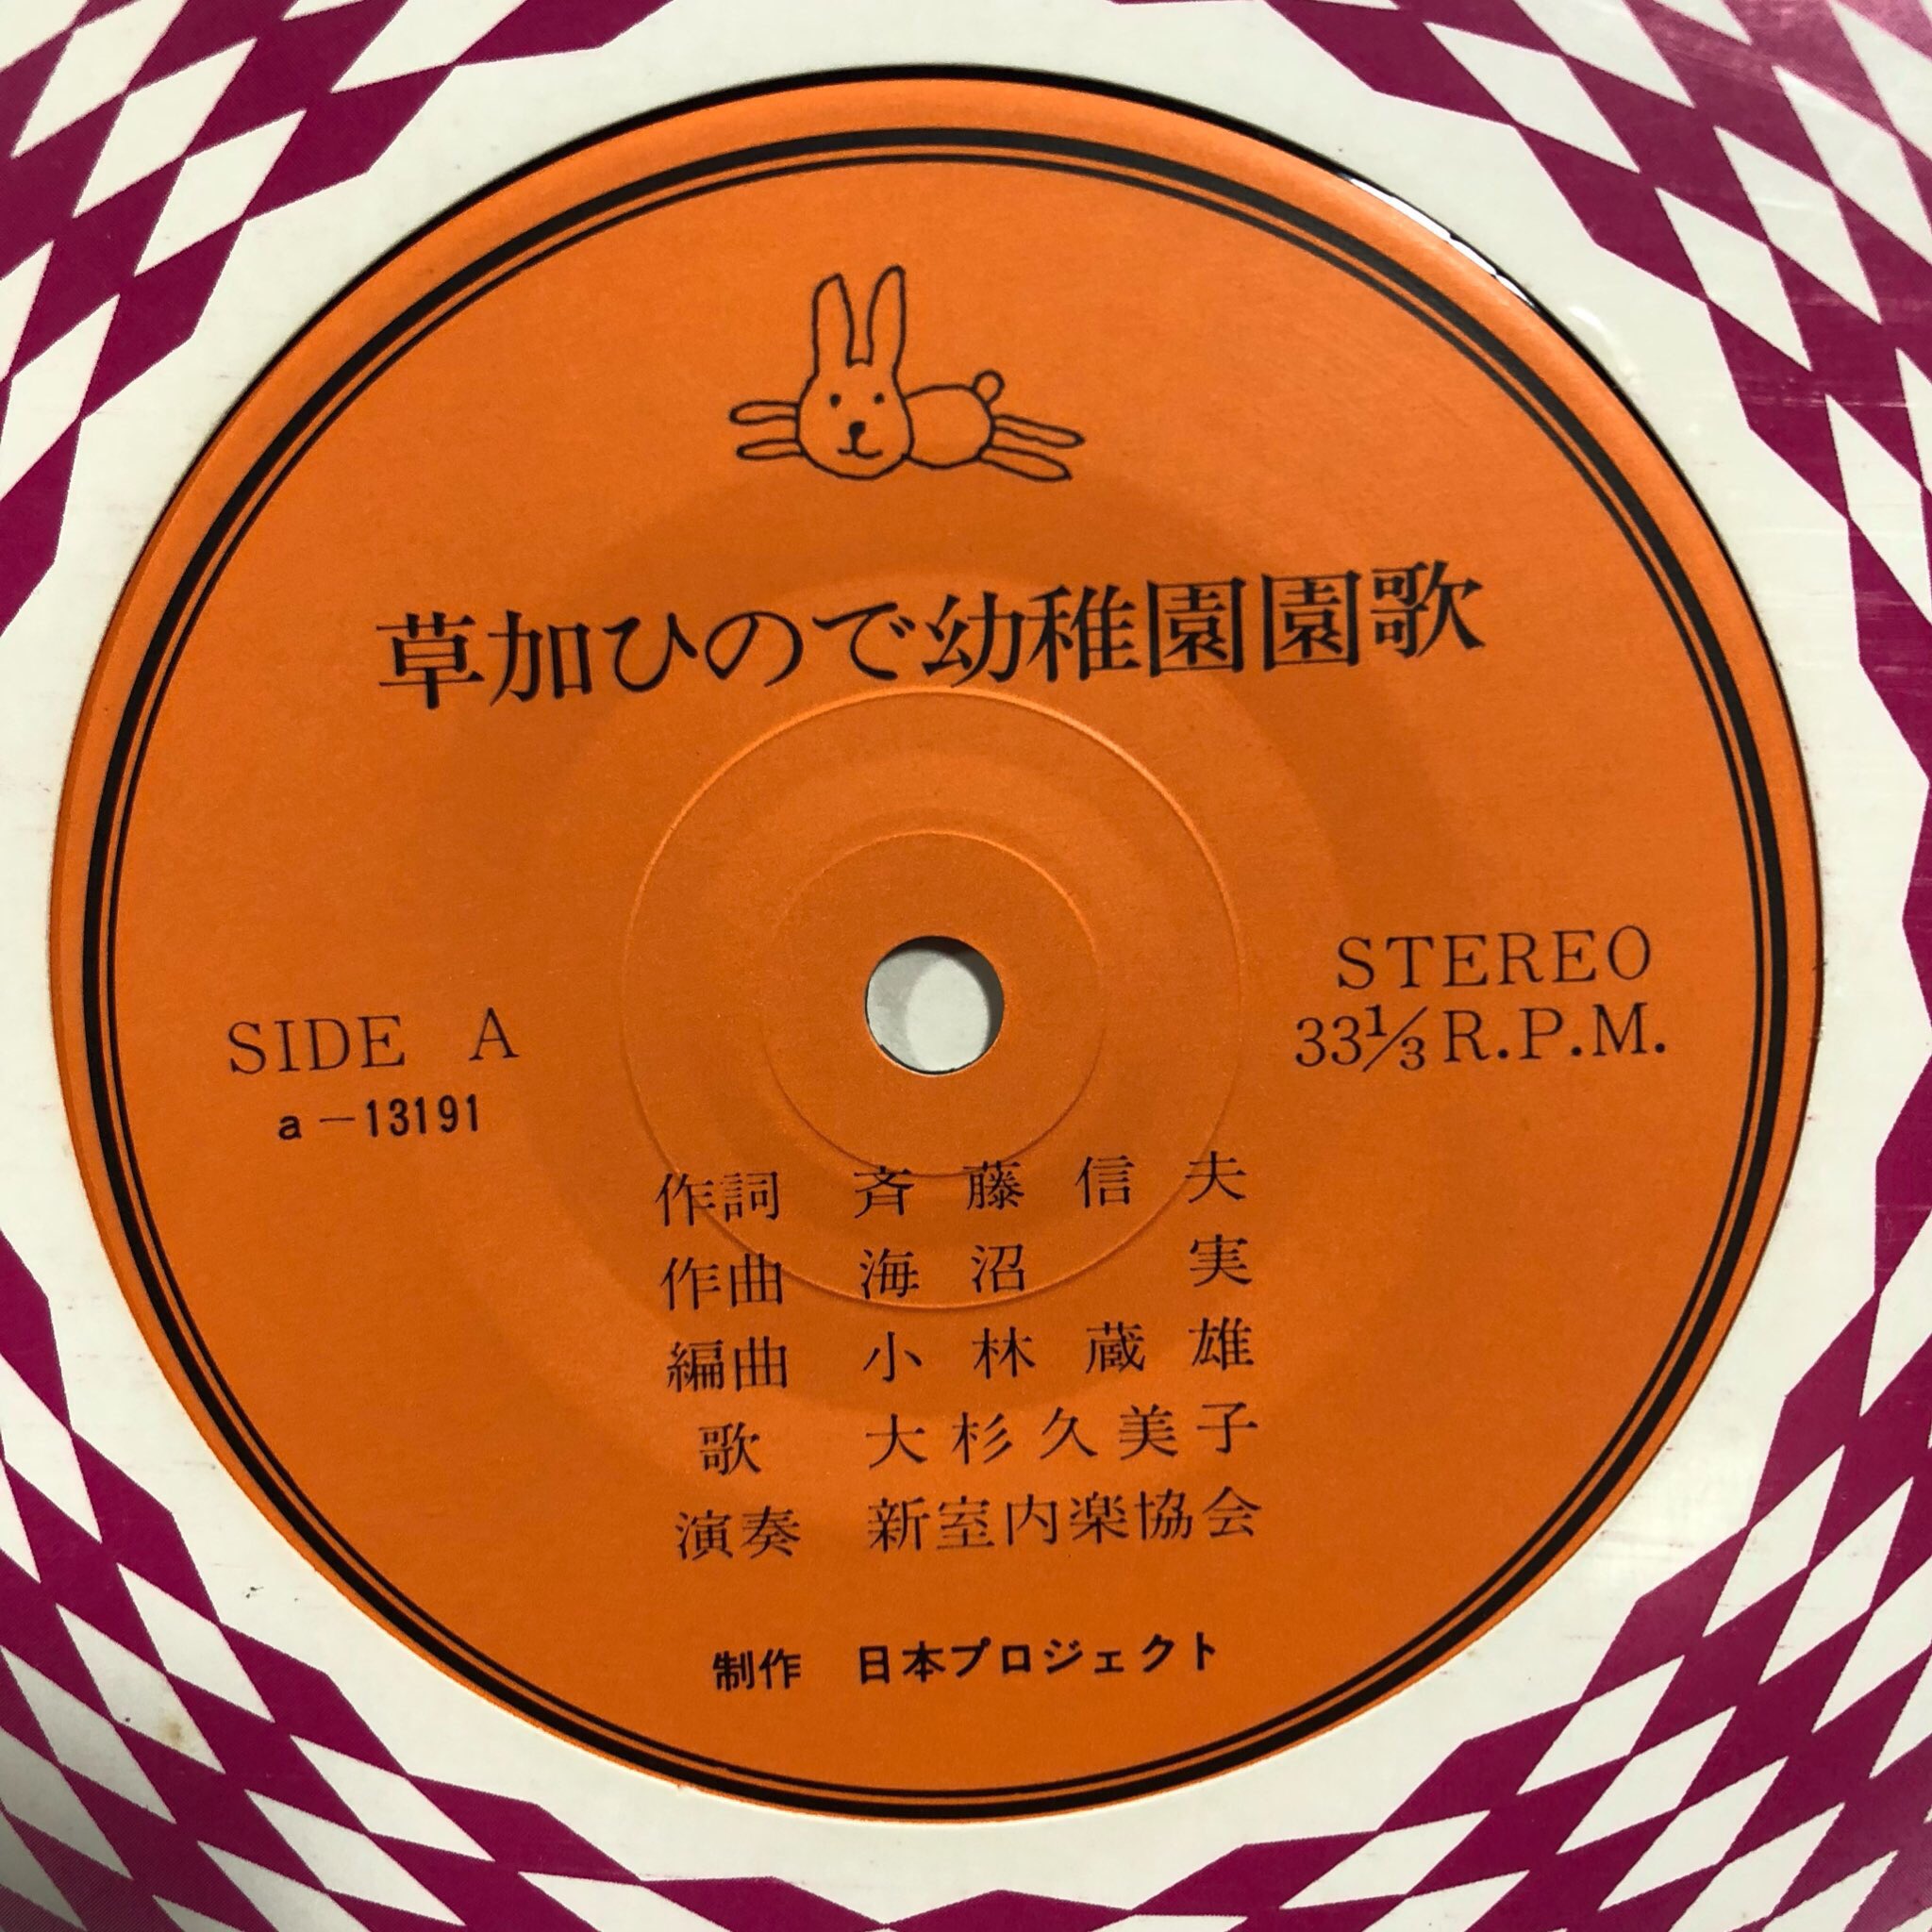 草加ひので幼稚園園歌
STEREO
33⅓ R.P.M.
SIDE A
a－13191
作詞 斉藤信夫
作曲 海沼 実
編曲 小林蔵雄
歌 大杉久美子
演奏 新室内楽協会
制作 日本プロジェクト